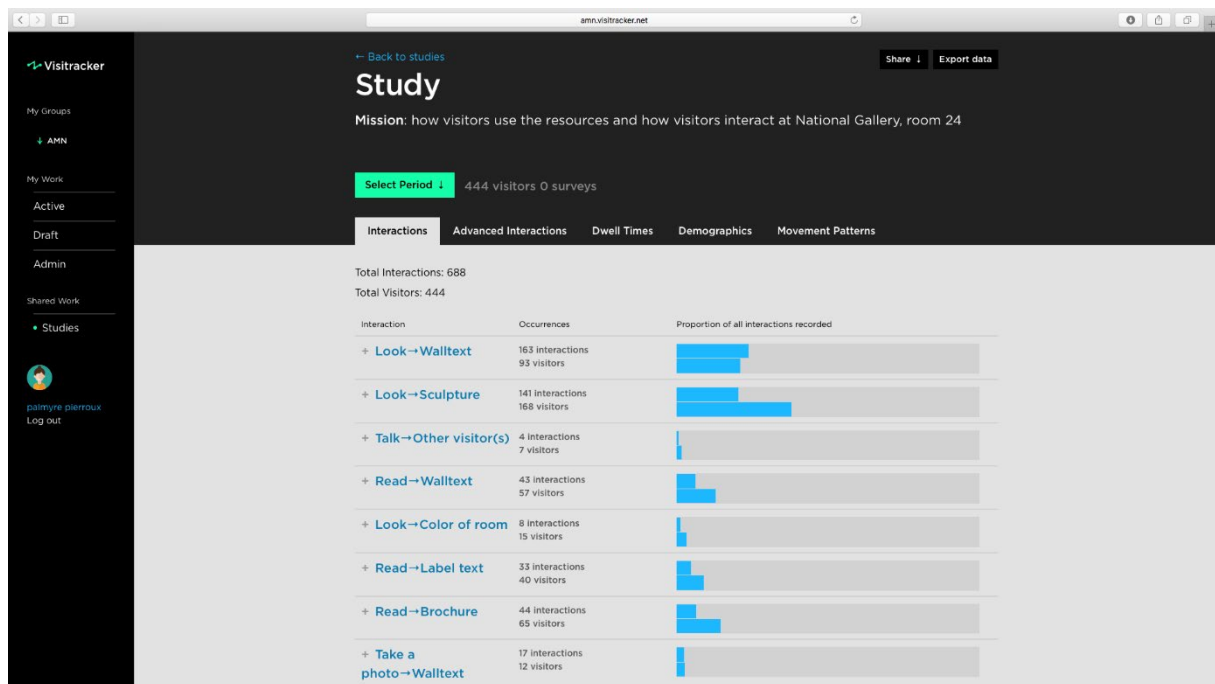 amn.visitracker.net
Visitracker
My Groups
↓ AMN
My Work
Active
Draft
Admin
Shared Work
• Studies
palmyre pierroux
Log out
← Back to studies
Share ↓ Export data
Study
Mission: how visitors use the resources and how visitors interact at National Gallery, room 24
Select Period ↓ 444 visitors 0 surveys
Interactions Advanced Interactions Dwell Times Demographics Movement Patterns
Total Interactions: 688
Total Visitors: 444
Interaction Occurrences Proportion of all interactions recorded
+ Look→Walltext 163 interactions
93 visitors
+ Look→Sculpture 141 interactions
168 visitors
+ Talk→Other visitor(s) 4 interactions
7 visitors
+ Read→Walltext 43 interactions
57 visitors
+ Look→Color of room 8 interactions
15 visitors
+ Read→Label text 33 interactions
40 visitors
+ Read→Brochure 44 interactions
65 visitors
+ Take a 17 interactions
photo→Walltext 12 visitors